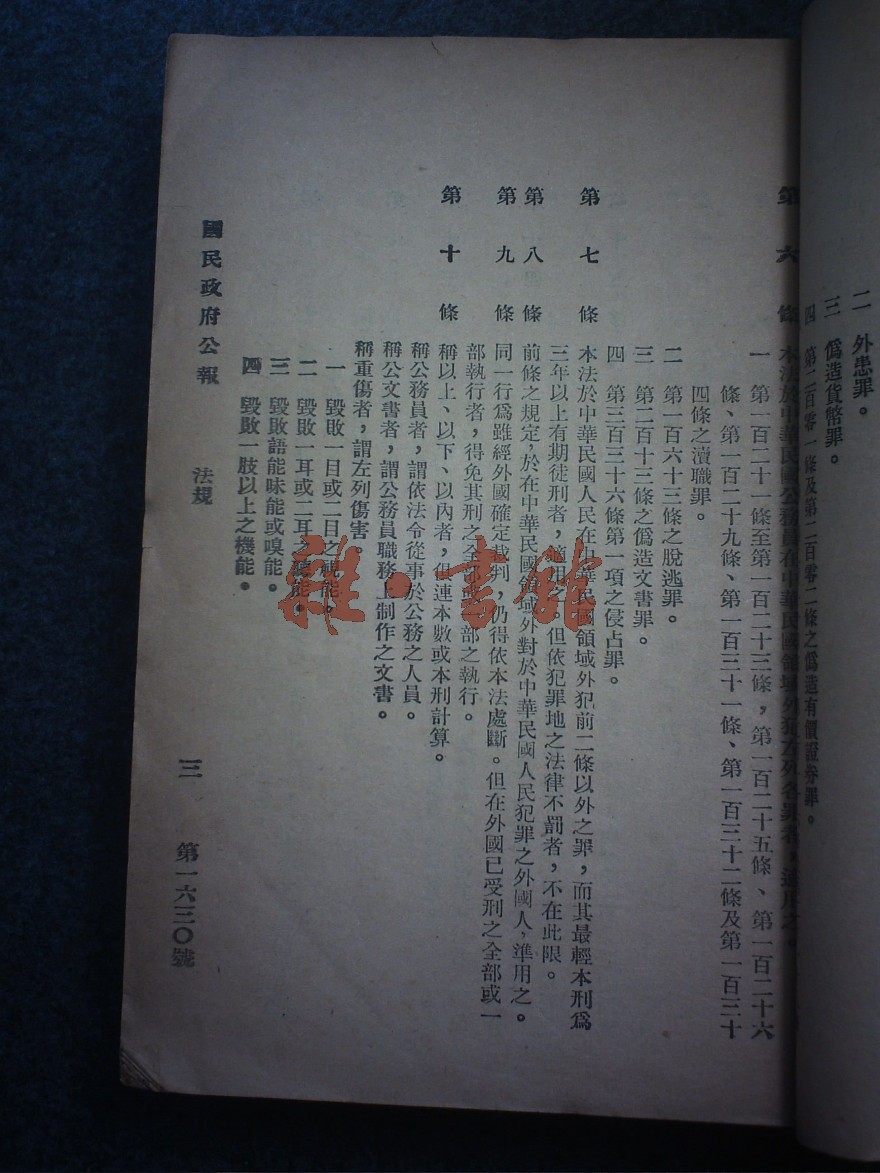 二 外患罪。
三 僞造貨幣罪。
四 第二百零一條及第二百零二條之僞造有價證券罪。
第六條 本法於中華民國公務員在中華民國領域外犯左列各罪者，適用之。
一 第一百二十一條至第一百二十三條，第一百二十五條、第一百二十六
條、第一百二十九條、第一百三十一條、第一百三十二條及第一百三十
四條之瀆職罪。
二 第一百六十三條之脫逃罪。
三 第二百十三條之僞造文書罪。
四 第三百三十六條第一項之侵占罪。
第七條 本法於中華民國人民在中華民國領域外犯前二條以外之罪，而其最輕本刑爲
三年以上有期徒刑者，適用之。但依犯罪地之法律不罰者，不在此限。
第八條 前條之規定，於在中華民國領域外對於中華民國人民犯罪之外國人，準用之。
第九條 同一行爲雖經外國確定裁判，仍得依本法處斷。但在外國已受刑之全部或一
部執行者，得免其刑之全部或一部之執行。
第十條 稱以上、以下、以內者，俱連本數或本刑計算。
稱公務員者，謂依法令從事於公務之人員。
稱公文書者，謂公務員職務上制作之文書。
稱重傷者，謂左列傷害。
一 毀敗一目或二目之視能。
二 毀敗一耳或二耳之聽能。
三 毀敗語能味能或嗅能。
四 毀敗一肢以上之機能。
國民政府公報 法規 三 第一六三〇號
雜·書館